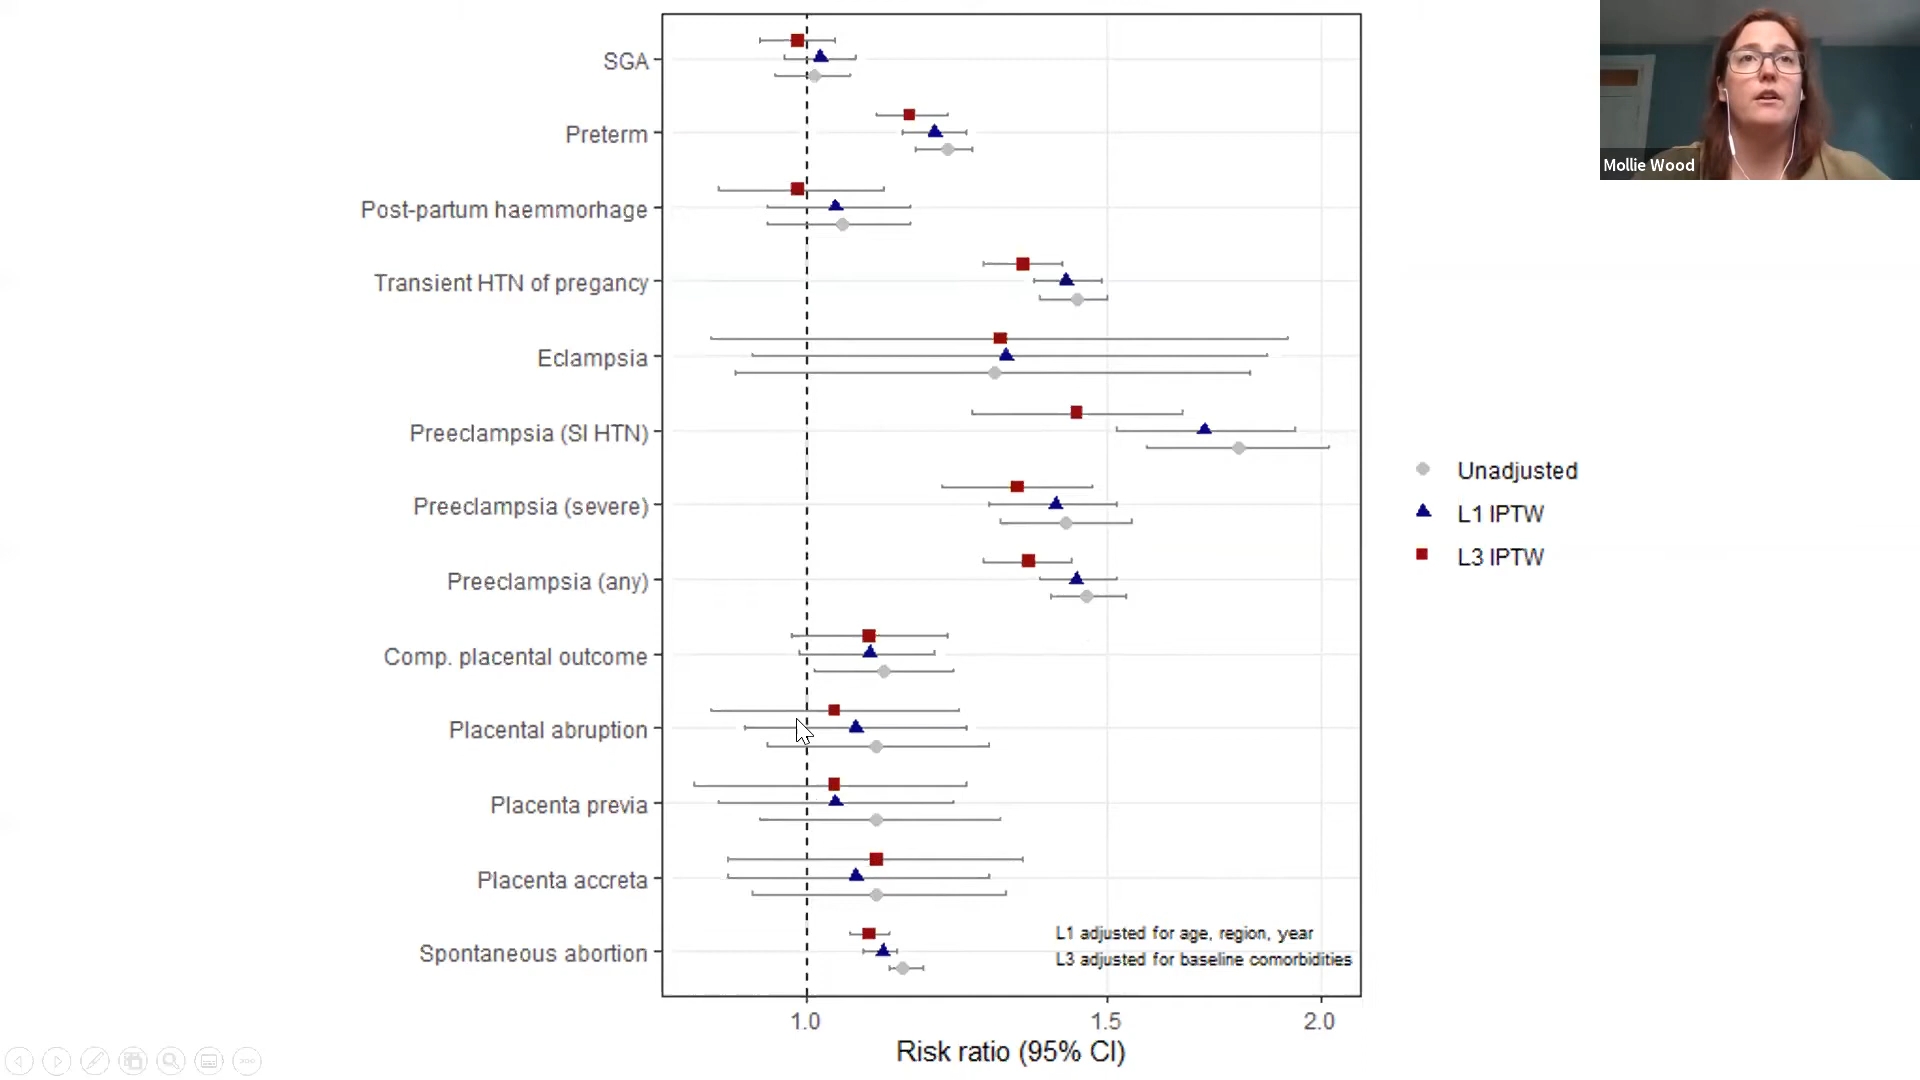 SGA
Preterm
Post-partum haemmorhage
Transient HTN of pregancy
Eclampsia
Preeclampsia (SI HTN)
Preeclampsia (severe)
Preeclampsia (any)
Comp. placental outcome
Placental abruption
Placenta previa
Placenta accreta
Spontaneous abortion
L1 adjusted for age, region, year
L3 adjusted for baseline comorbidities
1.0 1.5 2.0
Risk ratio (95% CI)
Unadjusted
L1 IPTW
L3 IPTW
Mollie Wood